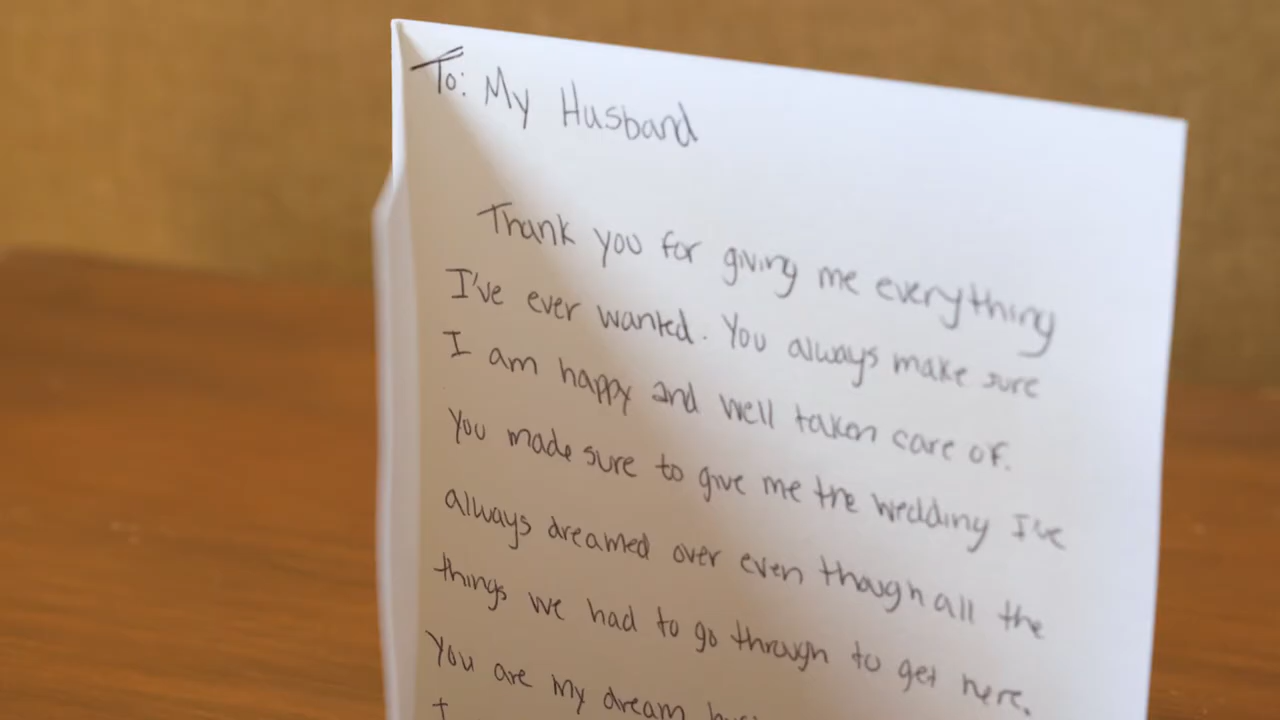 To: My Husband
Thank you for giving me everything
I've ever wanted. You always make sure
I am happy and well taken care of.
You made sure to give me the wedding I've
always dreamed over even though all the
things we had to go through to get here.
You are my dream